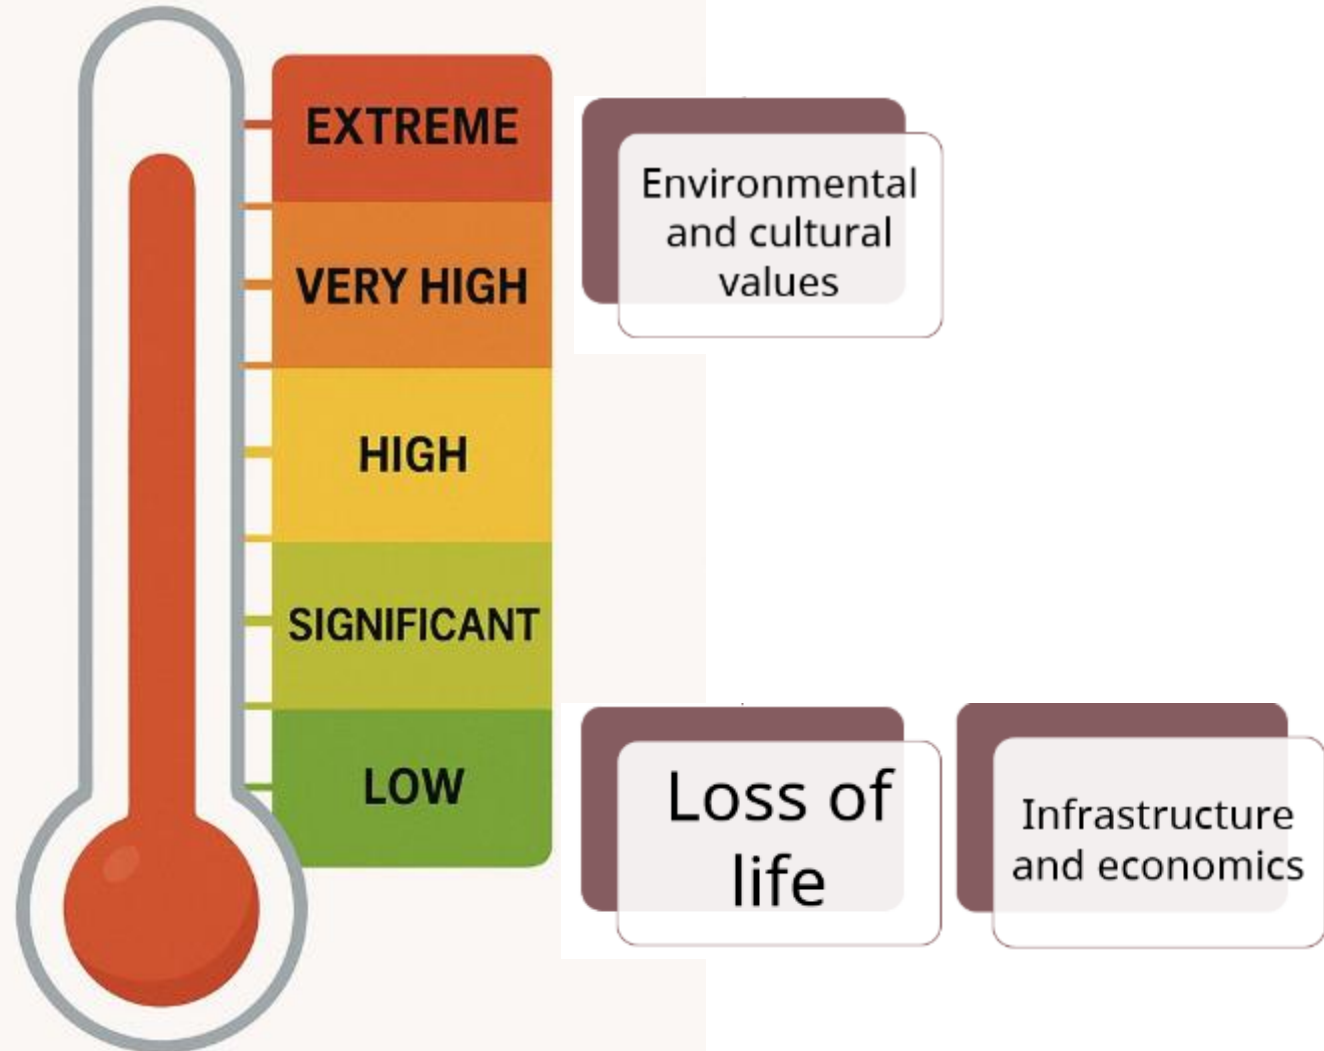 EXTREME
VERY HIGH
HIGH
SIGNIFICANT
LOW
Environmental
and cultural
values
Loss of
life
Infrastructure
and economics